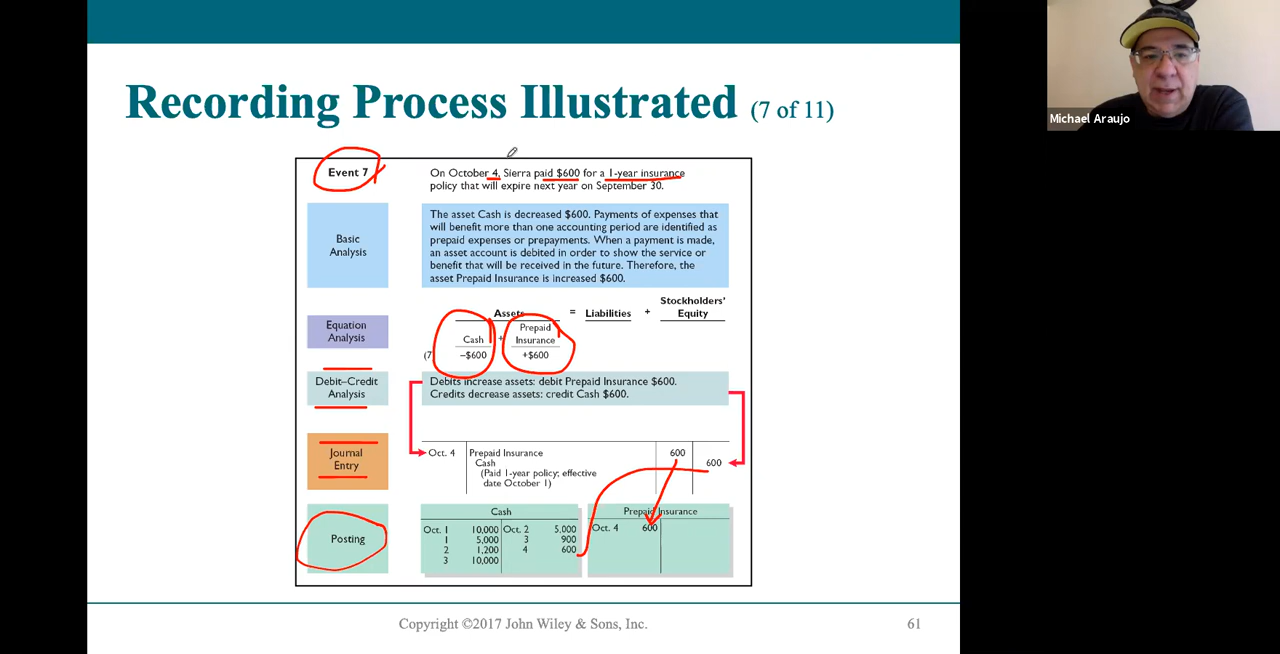 Recording Process Illustrated (7 of 11)
Michael Araujo
Event 7
On October 4, Sierra paid $600 for a 1-year insurance
policy that will expire next year on September 30.
Basic
Analysis
The asset Cash is decreased $600. Payments of expenses that
will benefit more than one accounting period are identified as
prepaid expenses or prepayments. When a payment is made,
an asset account is debited in order to show the service or
benefit that will be received in the future. Therefore, the
asset Prepaid Insurance is increased $600.
Equation
Analysis
Assets = Liabilities + Stockholders'
Equity
Cash + Prepaid
Insurance
(7 –$600 +$600
Debit–Credit
Analysis
Debits increase assets: debit Prepaid Insurance $600.
Credits decrease assets: credit Cash $600.
Journal
Entry
Oct. 4 Prepaid Insurance 600
Cash 600
(Paid 1-year policy; effective
date October 1)
Posting
Cash
Oct. 1 10,000 Oct. 2 5,000
1 5,000 3 900
2 1,200 4 600
3 10,000
Prepaid Insurance
Oct. 4 600
Copyright ©2017 John Wiley & Sons, Inc.
61